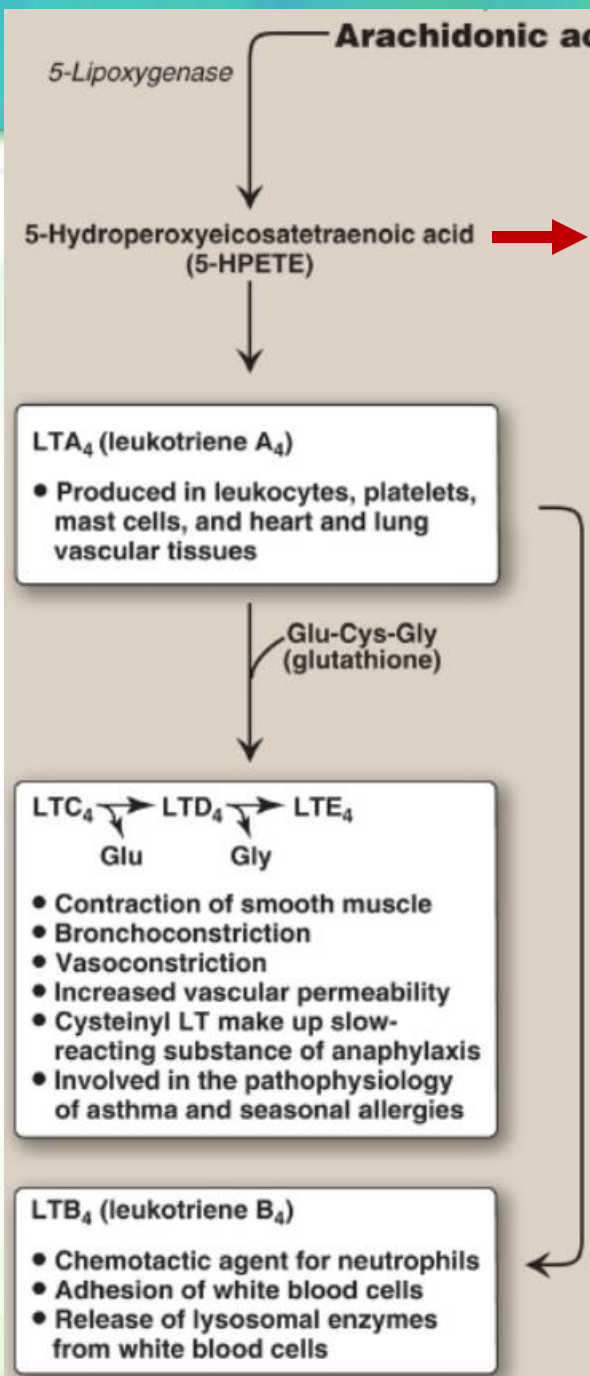 Arachidonic ac
5-Lipoxygenase
5-Hydroperoxyeicosatetraenoic acid
(5-HPETE)
LTA₄ (leukotriene A₄)
• Produced in leukocytes, platelets,
mast cells, and heart and lung
vascular tissues
Glu-Cys-Gly
(glutathione)
LTC₄ LTD₄ LTE₄
Glu Gly
• Contraction of smooth muscle
• Bronchoconstriction
• Vasoconstriction
• Increased vascular permeability
• Cysteinyl LT make up slow-
reacting substance of anaphylaxis
• Involved in the pathophysiology
of asthma and seasonal allergies
LTB₄ (leukotriene B₄)
• Chemotactic agent for neutrophils
• Adhesion of white blood cells
• Release of lysosomal enzymes
from white blood cells